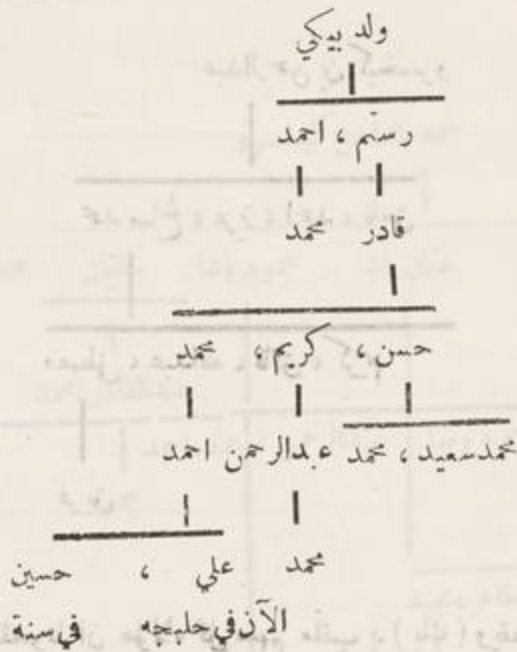 ولد بيكي
رستم ، احمد
قادر محمد
حسن ، كريم ، محمد
محمدسعيد ، محمد عبدالرحمن احمد
محمد علي ، حسين
الآن في حلبجه في سنة